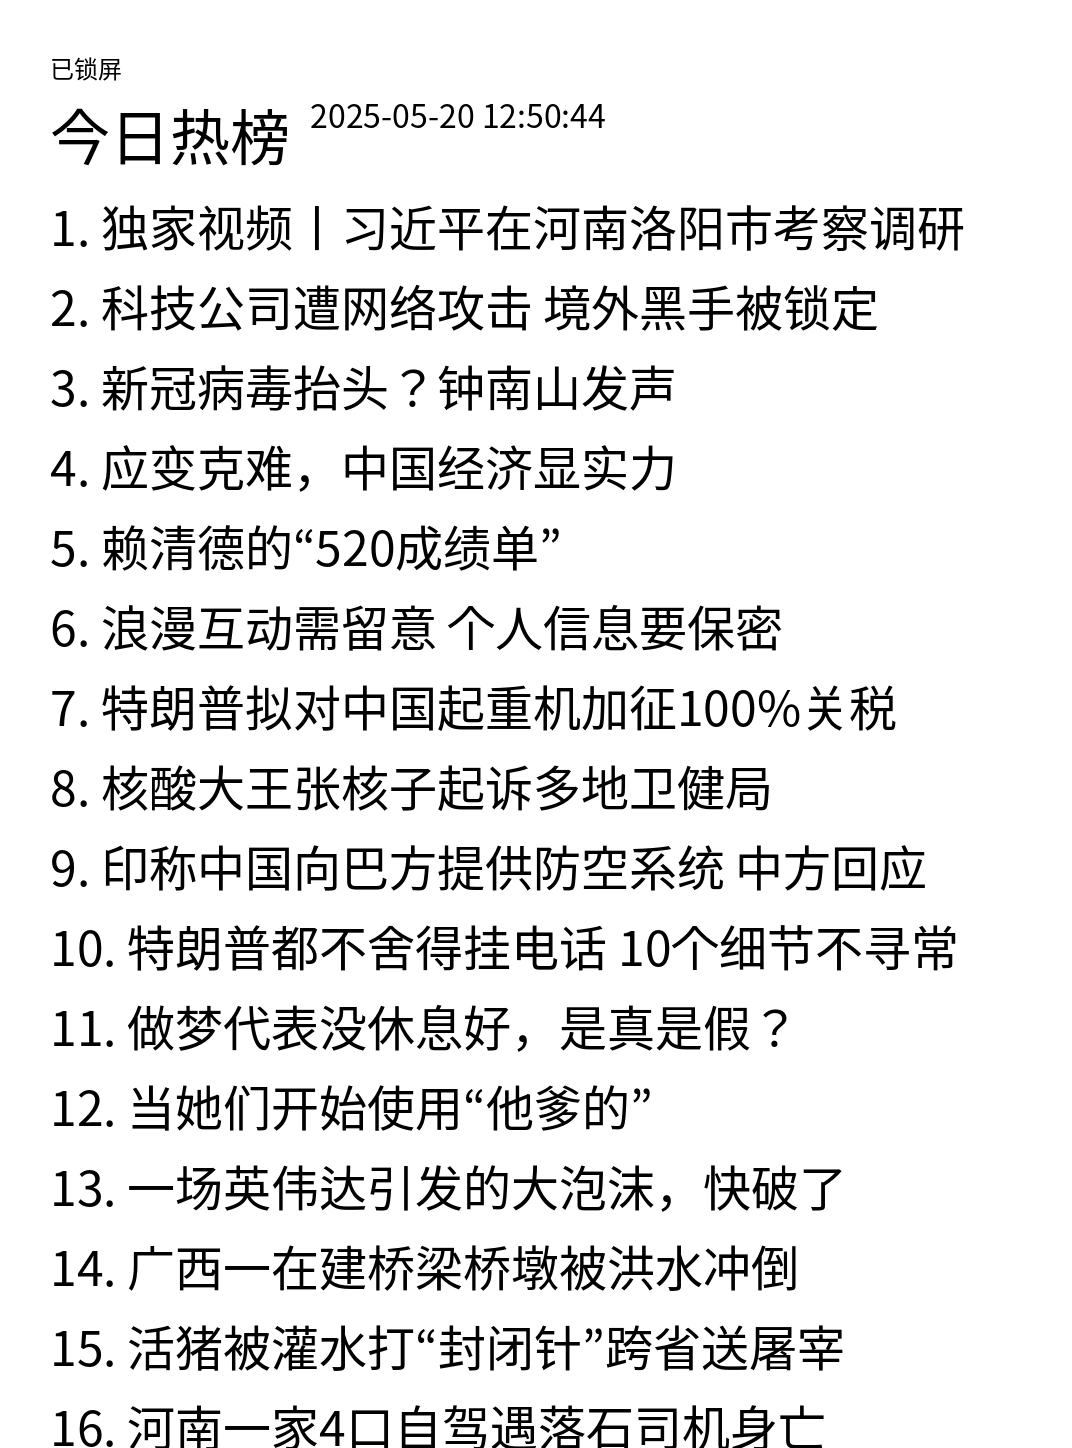 已锁屏
今日热榜 2025-05-20 12:50:44
1. 独家视频丨习近平在河南洛阳市考察调研
2. 科技公司遭网络攻击 境外黑手被锁定
3. 新冠病毒抬头？钟南山发声
4. 应变克难，中国经济显实力
5. 赖清德的“520成绩单”
6. 浪漫互动需留意 个人信息要保密
7. 特朗普拟对中国起重机加征100%关税
8. 核酸大王张核子起诉多地卫健局
9. 印称中国向巴方提供防空系统 中方回应
10. 特朗普都不舍得挂电话 10个细节不寻常
11. 做梦代表没休息好，是真是假？
12. 当她们开始使用“他爹的”
13. 一场英伟达引发的大泡沫，快破了
14. 广西一在建桥梁桥墩被洪水冲倒
15. 活猪被灌水打“封闭针”跨省送屠宰
16. 河南一家4口自驾遇落石司机身亡